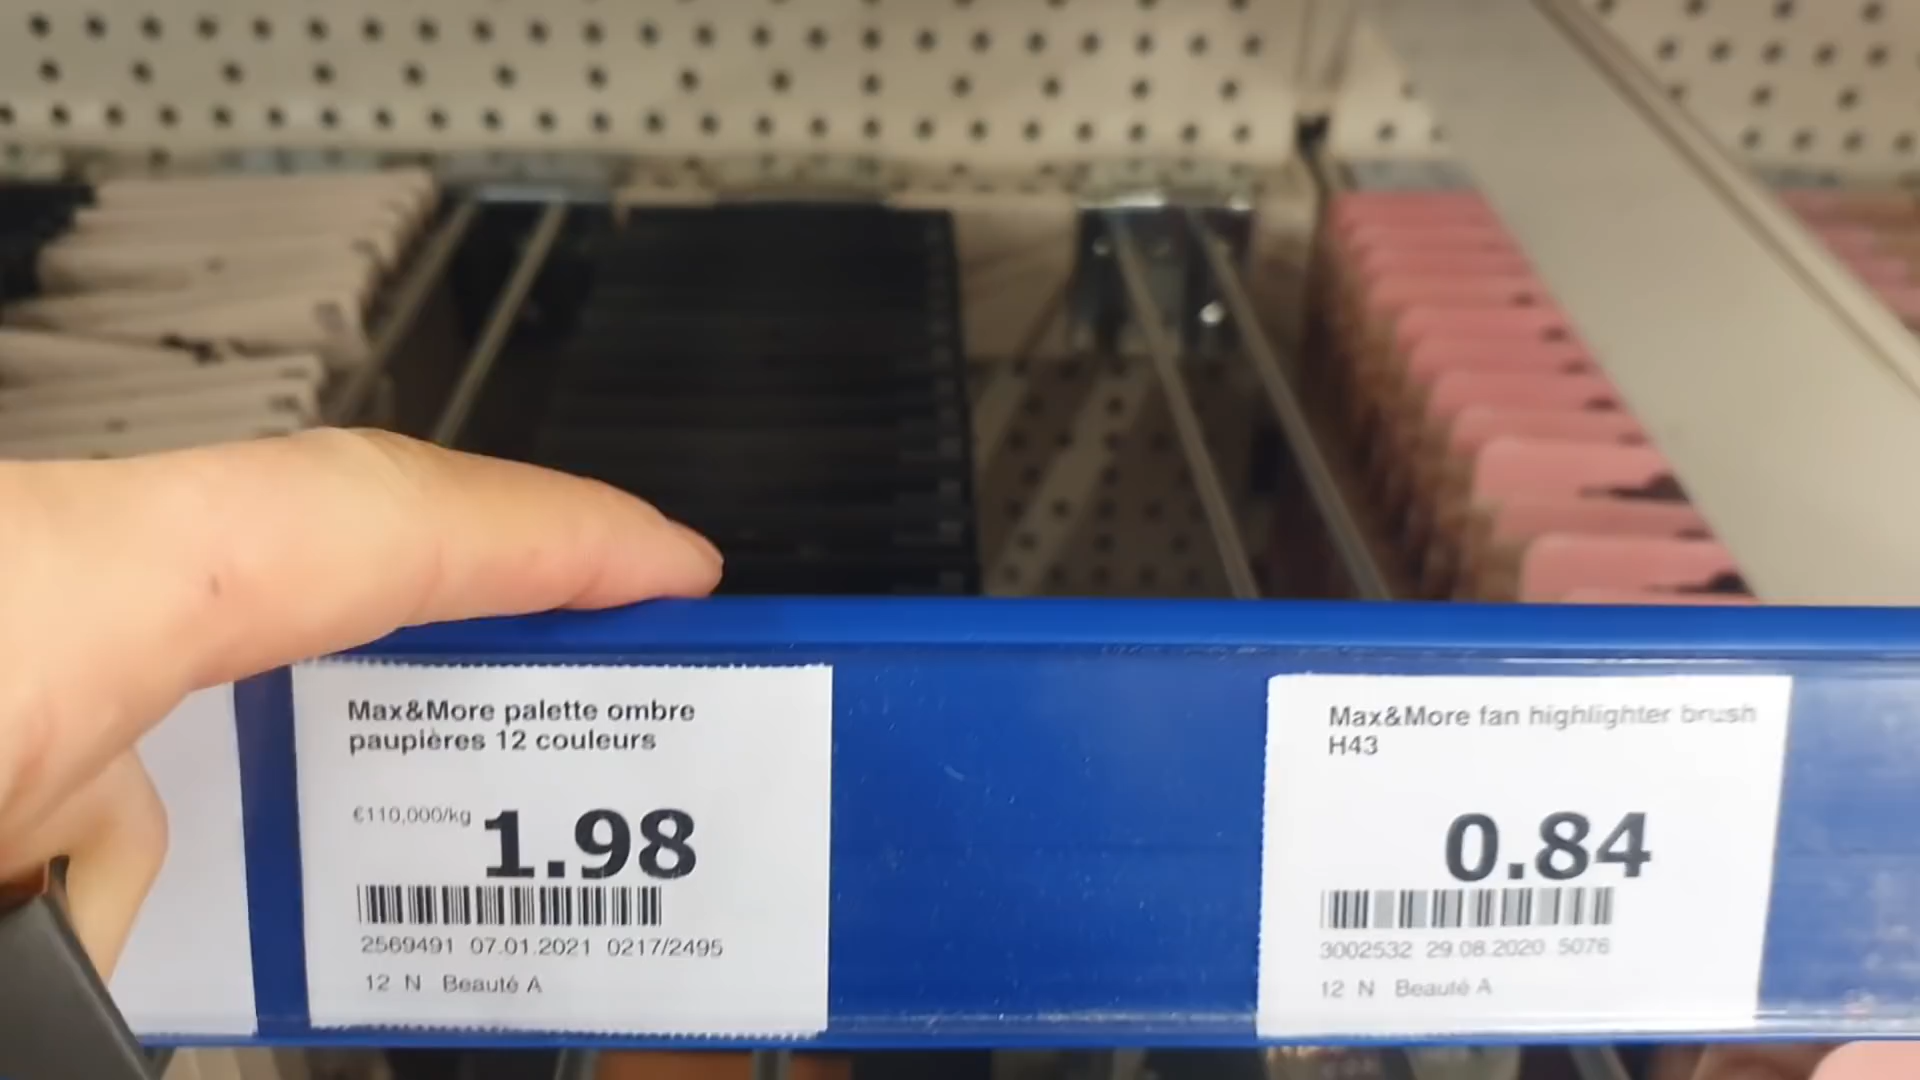 Max&More palette ombre
paupières 12 couleurs
€110,000/kg
1.98
2569491 07.01.2021 0217/2495
12 N Beauté A
Max&More fan highlighter brush
H43
0.84
3002532 29.08.2020 5076
12 N Beauté A